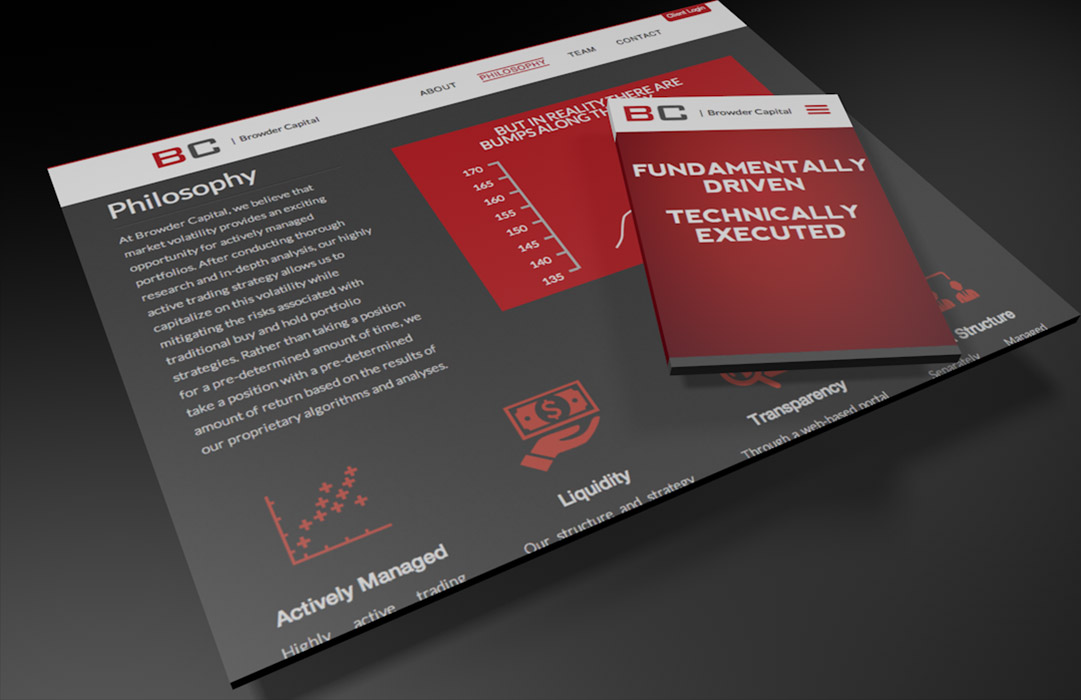 Client Login
ABOUT
PHILOSOPHY
TEAM
CONTACT
BC | Browder Capital
Philosophy
At Browder Capital, we believe that
market volatility provides an exciting
opportunity for actively managed
portfolios. After conducting thorough
research and in-depth analysis, our highly
active trading strategy allows us to
capitalize on this volatility while
mitigating the risks associated with
traditional buy and hold portfolio
strategies. Rather than taking a position
for a pre-determined amount of time, we
take a position with a pre-determined
amount of return based on the results of
our proprietary algorithms and analyses.
BUT IN REALITY THERE ARE
BUMPS ALONG
170
165
160
155
150
145
140
135
BC | Browder Capital
FUNDAMENTALLY
DRIVEN
TECHNICALLY
EXECUTED
Actively Managed
Highly active trading
Liquidity
Our structure and strategy
Transparency
Through a web-based portal
Structure
Separately Managed